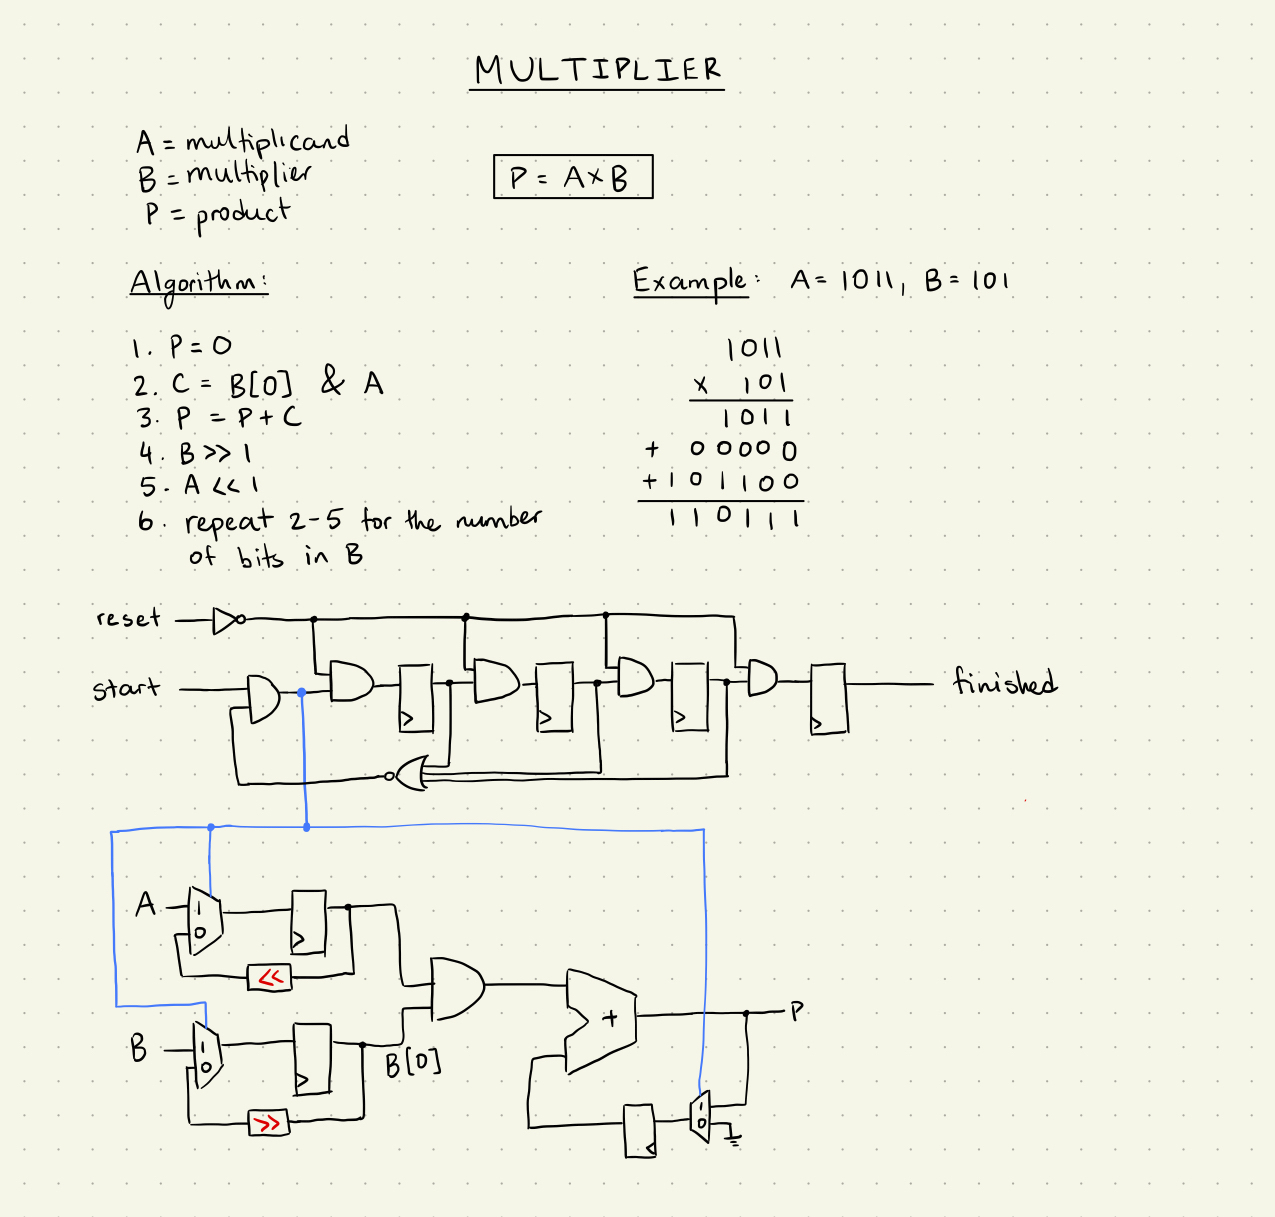 MULTIPLIER
A = multiplicand
B = multiplier
P = product
P = A × B
Algorithm:
1. P = 0
2. C = B[0] & A
3. P = P + C
4. B >> 1
5. A << 1
6. repeat 2-5 for the number
of bits in B
Example: A = 1011, B = 101
1011
x 101
1011
+ 00000
+ 101100
110111
reset
start
finished
A
1
0
<<
B
1
0
>>
B[0]
+
P
1
0